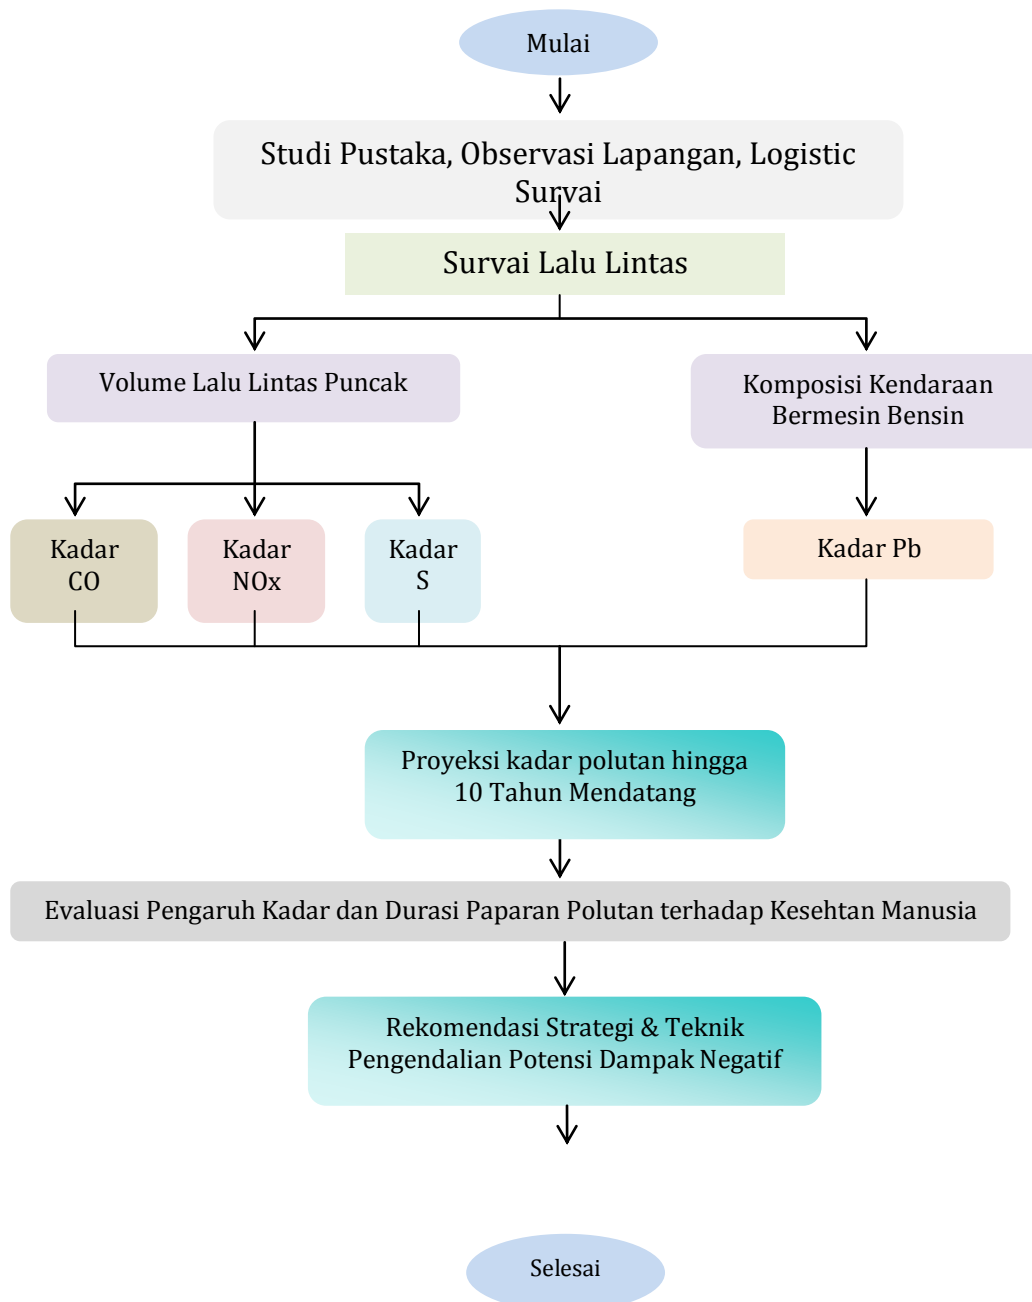 Mulai
Studi Pustaka, Observasi Lapangan, Logistic
Survai
Survai Lalu Lintas
Volume Lalu Lintas Puncak
Komposisi Kendaraan
Bermesin Bensin
Kadar
CO
Kadar
NOx
Kadar
S
Kadar Pb
Proyeksi kadar polutan hingga
10 Tahun Mendatang
Evaluasi Pengaruh Kadar dan Durasi Paparan Polutan terhadap Kesehtan Manusia
Rekomendasi Strategi & Teknik
Pengendalian Potensi Dampak Negatif
Selesai